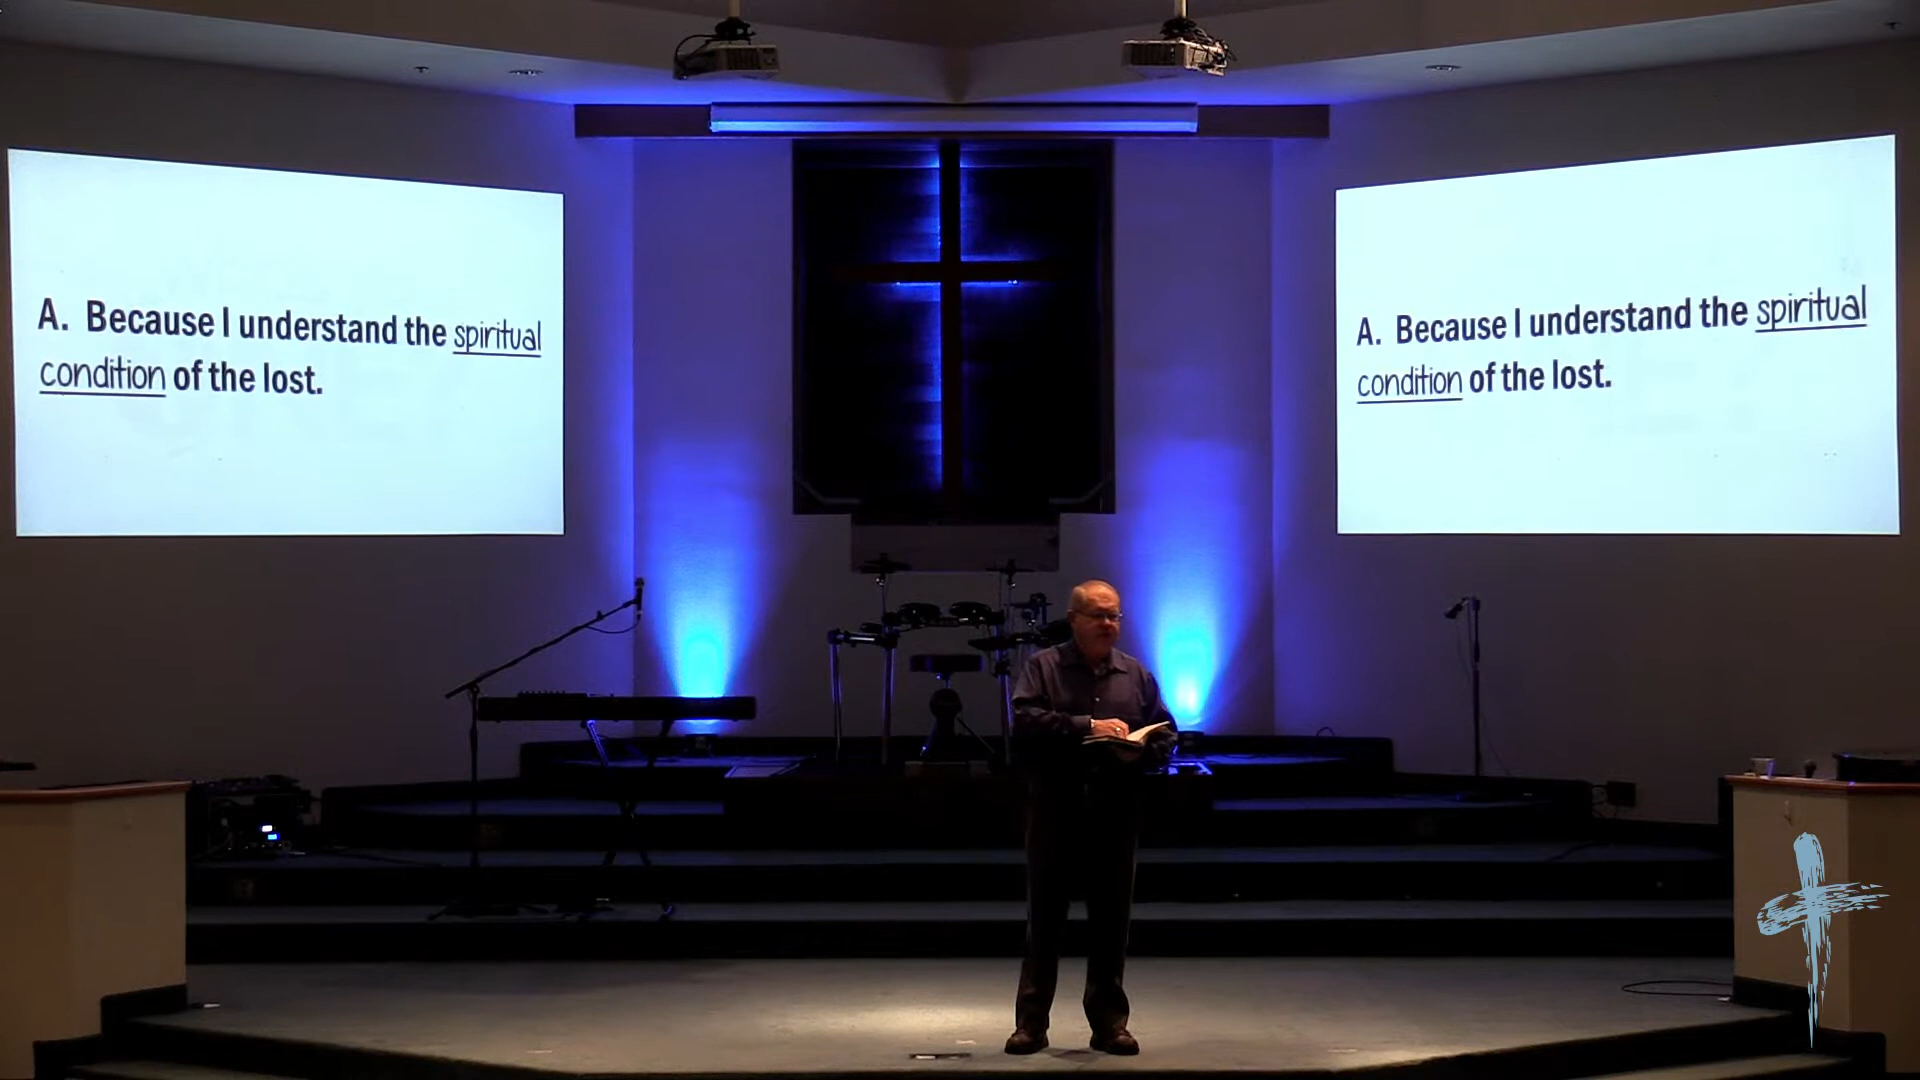 A. Because I understand the spiritual
condition of the lost.
A. Because I understand the spiritual
condition of the lost.